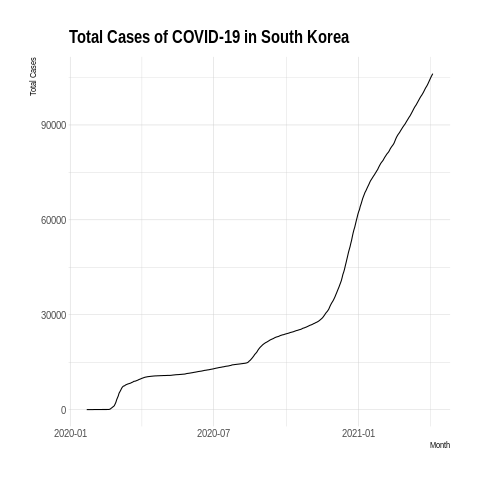 Total Cases of COVID-19 in South Korea
Total Cases
90000
60000
30000
0
2020-01
2020-07
2021-01
Month